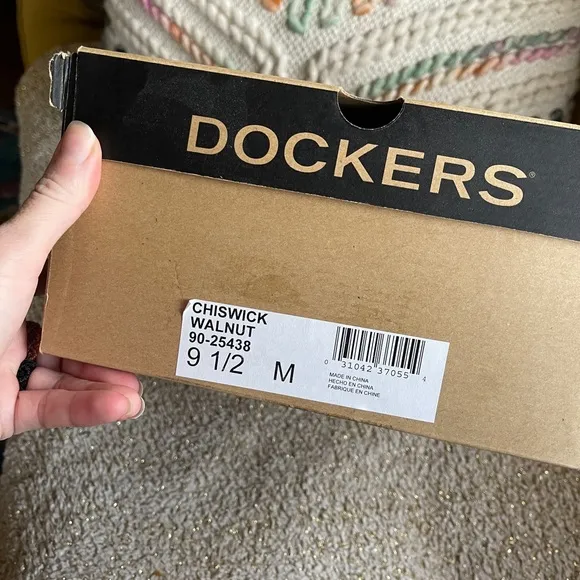 DOCKERS®
CHISWICK
WALNUT
90-25438
9 1/2 M
0 31042 37055 4
MADE IN CHINA
HECHO EN CHINA
FABRIQUE EN CHINE